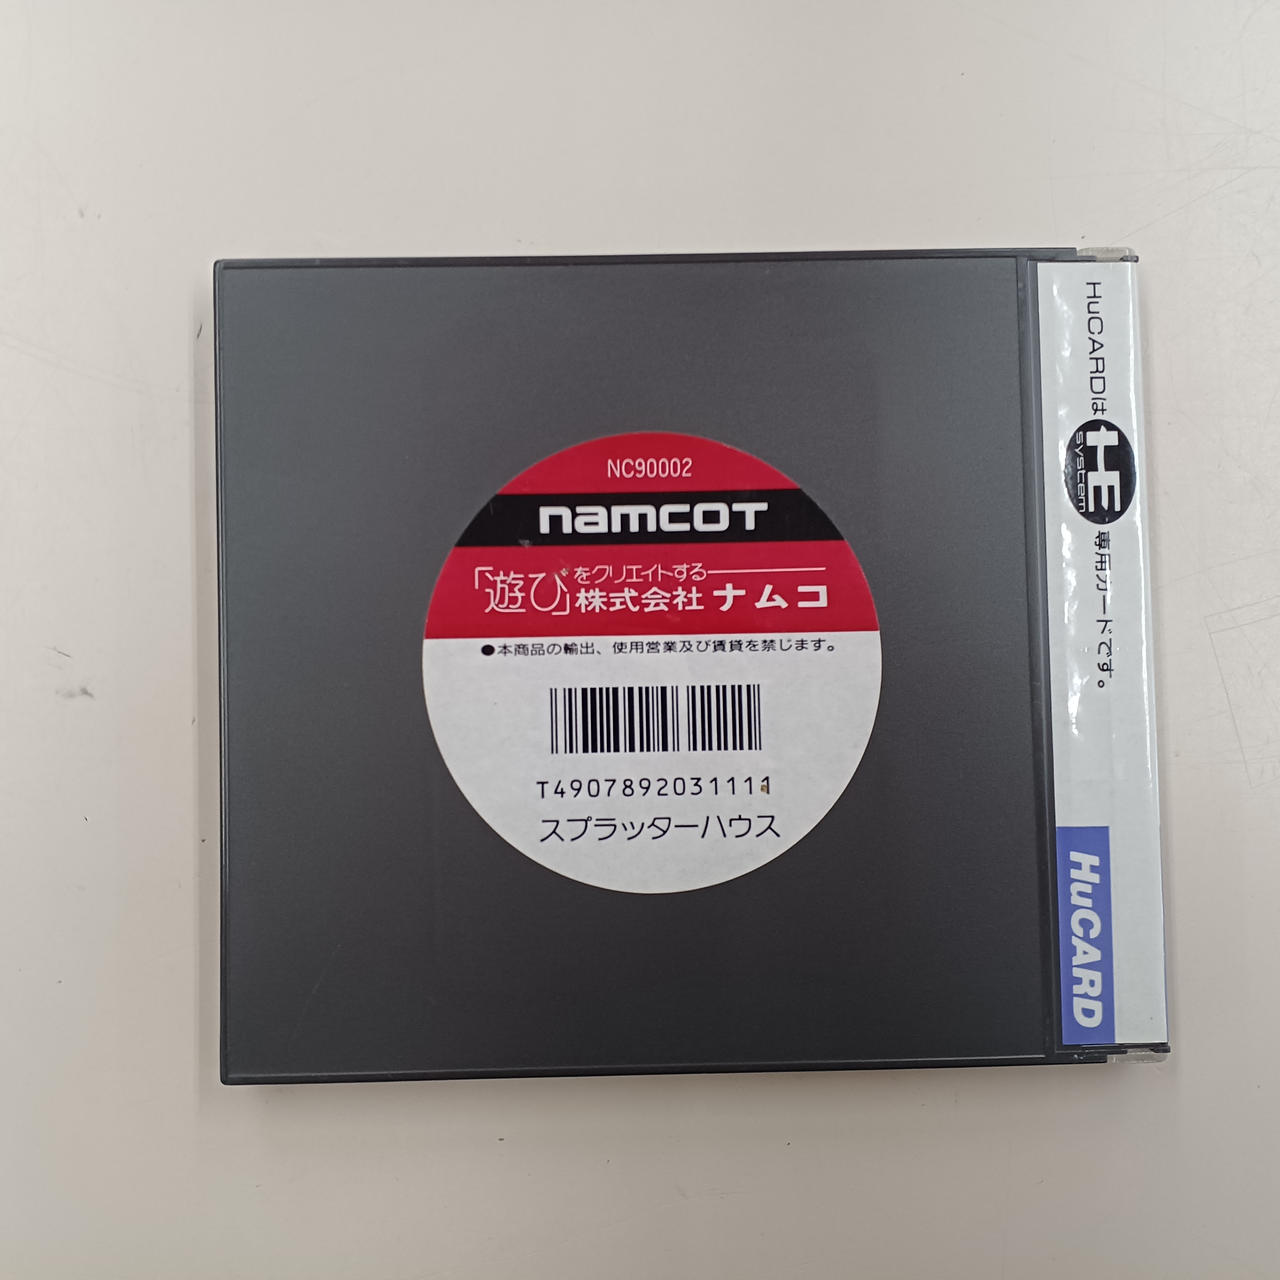 NC90002
namcot
「遊び」をクリエイトする
株式会社 ナムコ
●本商品の輸出、使用営業及び賃貸を禁じます。
T4907892031111
スプラッターハウス
HuCARDは
HE
system
専用カードです。
HuCARD